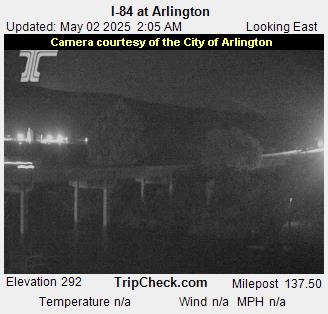 I-84 at Arlington
Updated: May 02 2025 2:05 AM Looking East
Camera courtesy of the City of Arlington
Elevation 292 TripCheck.com Milepost 137.50
Temperature n/a Wind n/a MPH n/a